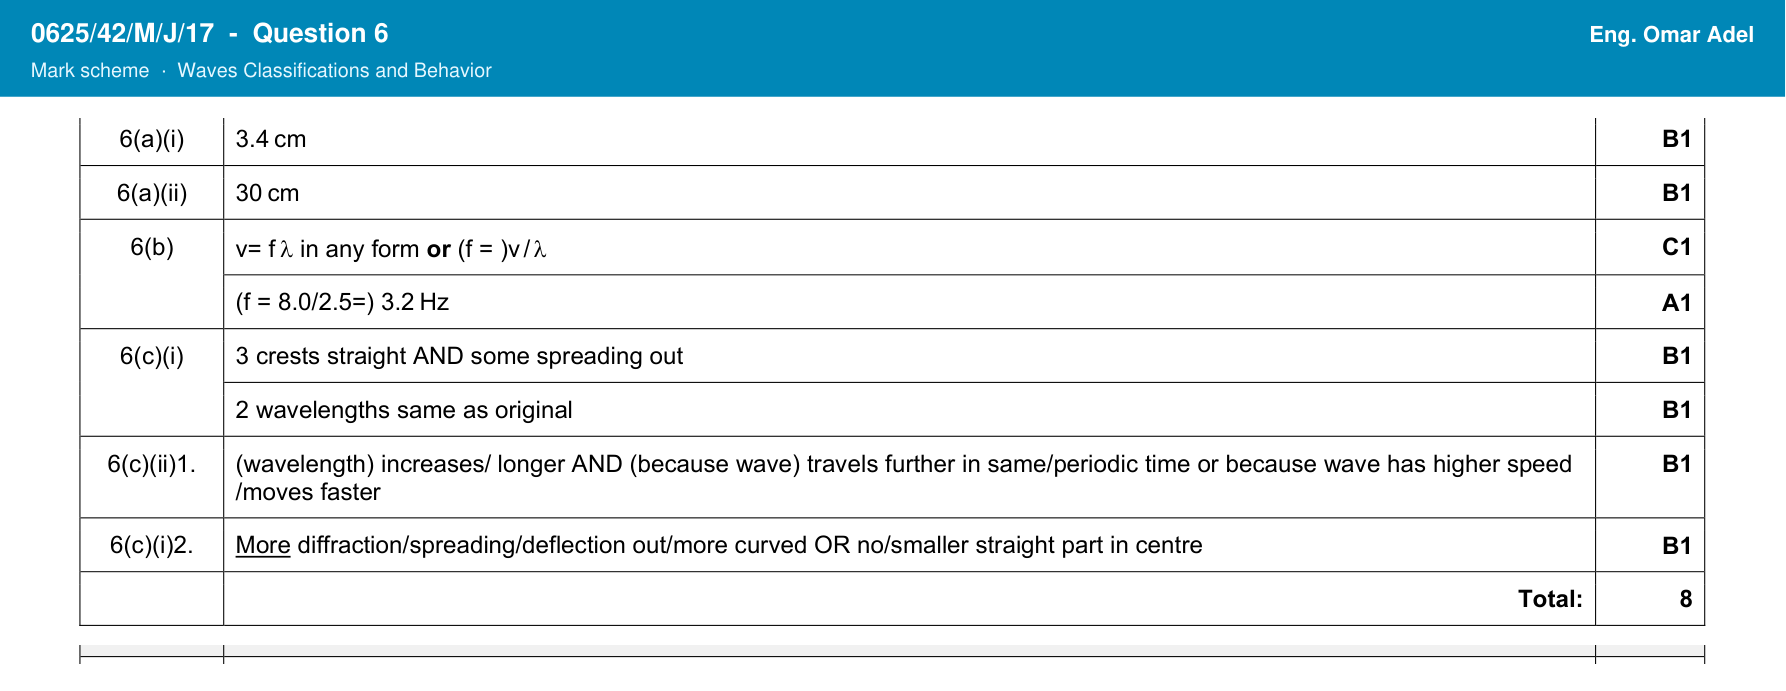 0625/42/M/J/17 - Question 6
Eng. Omar Adel
Mark scheme · Waves Classifications and Behavior
6(a)(i) 3.4 cm B1
6(a)(ii) 30 cm B1
6(b) v= f λ in any form or (f = )v/λ C1
(f = 8.0/2.5=) 3.2 Hz A1
6(c)(i) 3 crests straight AND some spreading out B1
2 wavelengths same as original B1
6(c)(ii)1. (wavelength) increases/ longer AND (because wave) travels further in same/periodic time or because wave has higher speed B1
/moves faster
6(c)(i)2. More diffraction/spreading/deflection out/more curved OR no/smaller straight part in centre B1
Total: 8